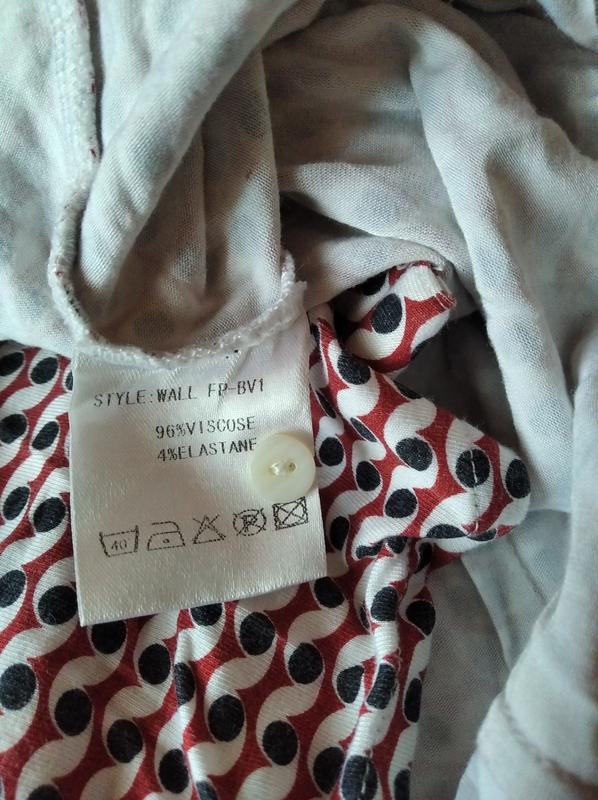 STYLE:WALL FR-BV1
96%VISCOSE
4%ELASTANE
40
P